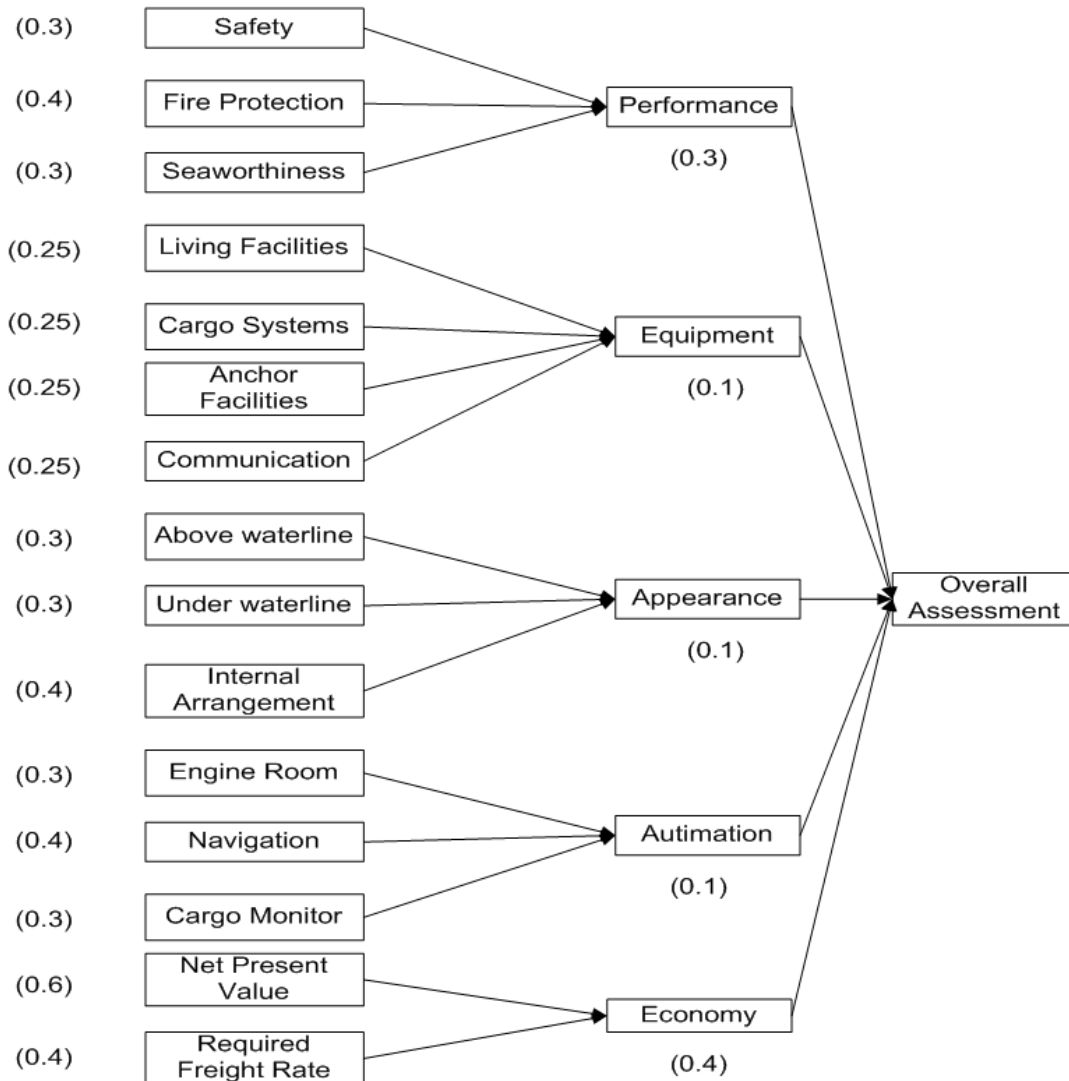 (0.3)
Safety
(0.4)
Fire Protection
Performance
(0.3)
(0.3)
Seaworthiness
(0.25)
Living Facilities
(0.25)
Cargo Systems
Equipment
(0.1)
(0.25)
Anchor
Facilities
(0.25)
Communication
(0.3)
Above waterline
(0.3)
Under waterline
Appearance
(0.1)
Overall
Assessment
(0.4)
Internal
Arrangement
(0.3)
Engine Room
(0.4)
Navigation
Autimation
(0.1)
(0.3)
Cargo Monitor
(0.6)
Net Present
Value
Economy
(0.4)
(0.4)
Required
Freight Rate